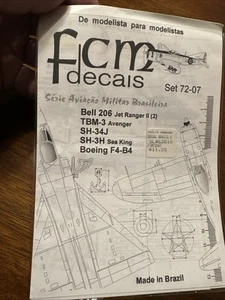 De modelista para modelistas
fcm
decais
Set 72-07
Série Aviação Militar Brasileira
Bell 206 Jet Ranger II (2)
TBM-3 Avenger
SH-34J
SH-3H Sea King
Boeing F4-B4
Made in Brazil